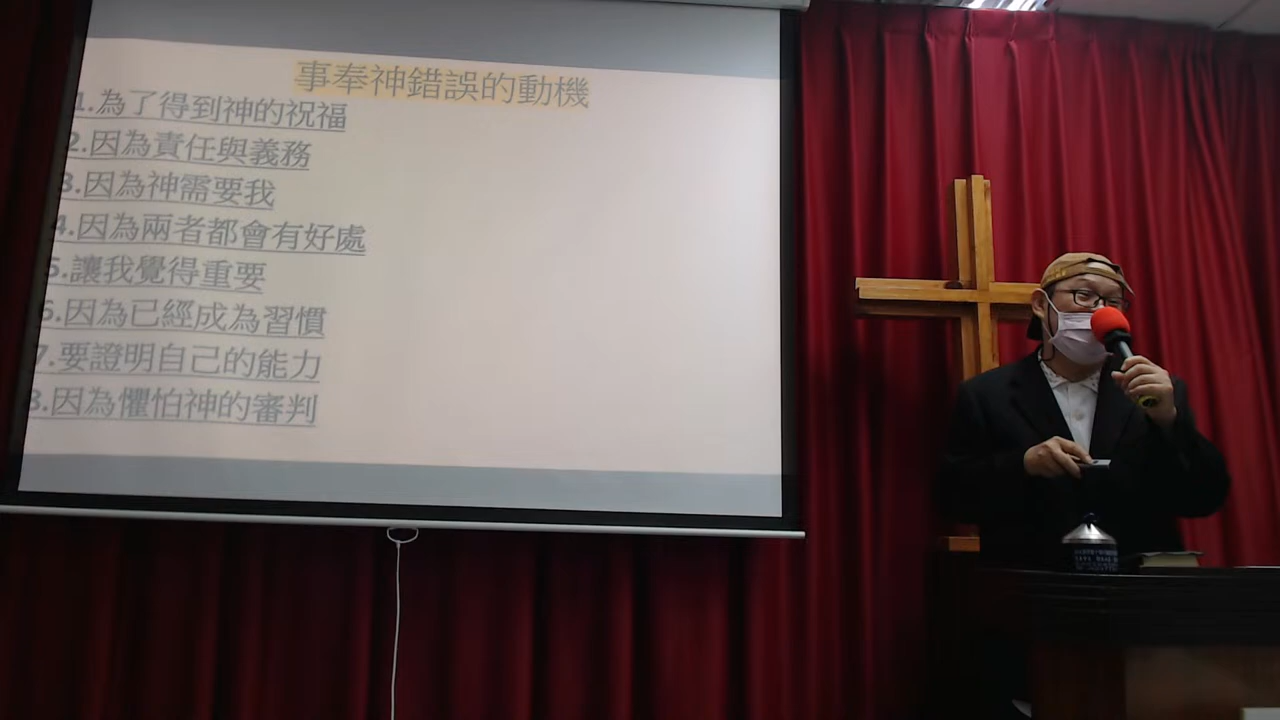 事奉神錯誤的動機
1.為了得到神的祝福
2.因為責任與義務
3.因為神需要我
4.因為兩者都會有好處
5.讓我覺得重要
6.因為已經成為習慣
7.要證明自己的能力
8.因為懼怕神的審判